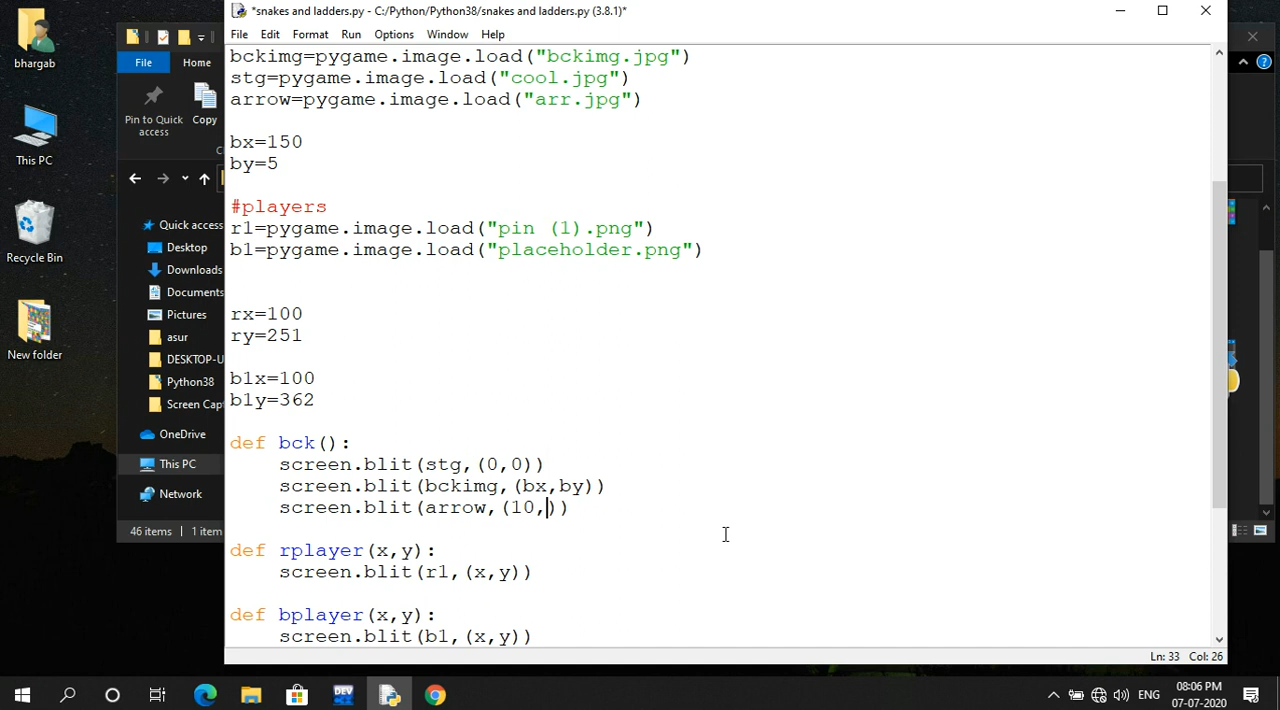 *snakes and ladders.py - C:/Python/Python38/snakes and ladders.py (3.8.1)*
File Edit Format Run Options Window Help
bckimg=pygame.image.load("bckimg.jpg")
stg=pygame.image.load("cool.jpg")
arrow=pygame.image.load("arr.jpg")
bx=150
by=5
#players
r1=pygame.image.load("pin (1).png")
b1=pygame.image.load("placeholder.png")
rx=100
ry=251
b1x=100
b1y=362
def bck():
screen.blit(stg,(0,0))
screen.blit(bckimg,(bx,by))
screen.blit(arrow,(10,))
def rplayer(x,y):
screen.blit(r1,(x,y))
def bplayer(x,y):
screen.blit(b1,(x,y))
Ln: 33 Col: 26
bhargab
This PC
Recycle Bin
New folder
File
Home
Pin to Quick
access
Copy
Quick access
Desktop
Downloads
Documents
Pictures
asur
DESKTOP-U
Python38
Screen Cap
OneDrive
This PC
Network
46 items
1 item
DEV
ENG
08:06 PM
07-07-2020